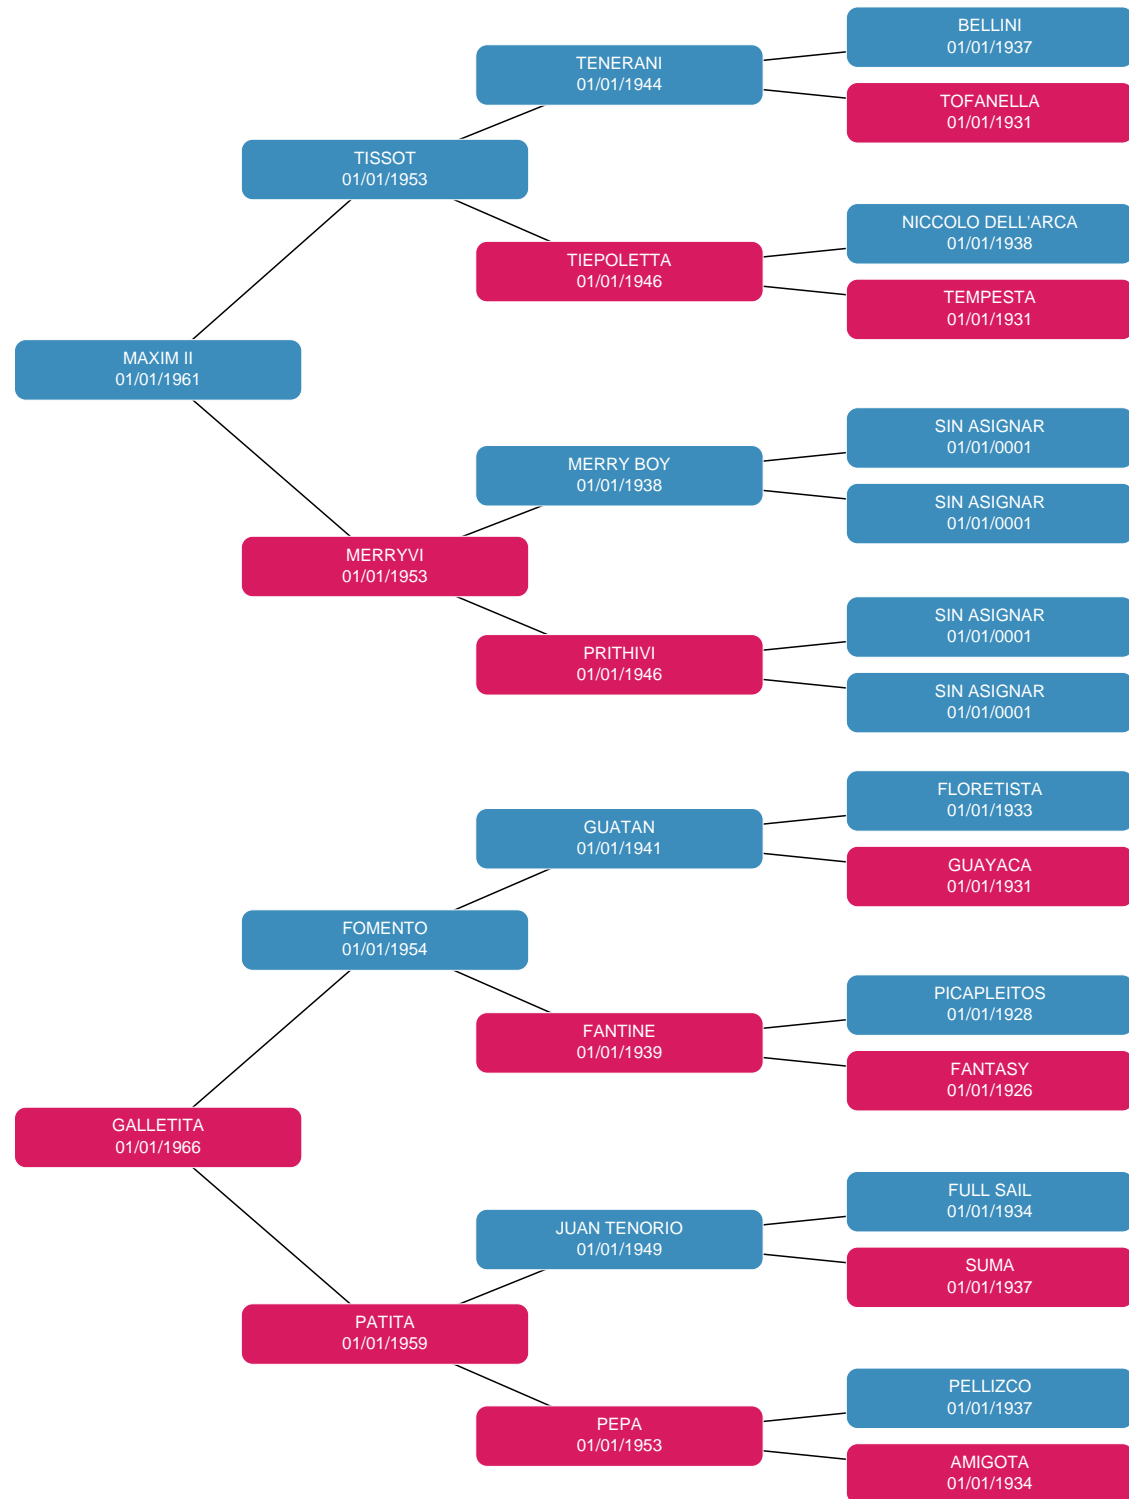 BELLINI
01/01/1937
TENERANI
01/01/1944
TOFANELLA
01/01/1931
TISSOT
01/01/1953
NICCOLO DELL'ARCA
01/01/1938
TIEPOLETTA
01/01/1946
TEMPESTA
01/01/1931
MAXIM II
01/01/1961
SIN ASIGNAR
01/01/0001
MERRY BOY
01/01/1938
SIN ASIGNAR
01/01/0001
MERRYVI
01/01/1953
SIN ASIGNAR
01/01/0001
PRITHIVI
01/01/1946
SIN ASIGNAR
01/01/0001
FLORETISTA
01/01/1933
GUATAN
01/01/1941
GUAYACA
01/01/1931
FOMENTO
01/01/1954
PICAPLEITOS
01/01/1928
FANTINE
01/01/1939
FANTASY
01/01/1926
GALLETITA
01/01/1966
FULL SAIL
01/01/1934
JUAN TENORIO
01/01/1949
SUMA
01/01/1937
PATITA
01/01/1959
PELLIZCO
01/01/1937
PEPA
01/01/1953
AMIGOTA
01/01/1934